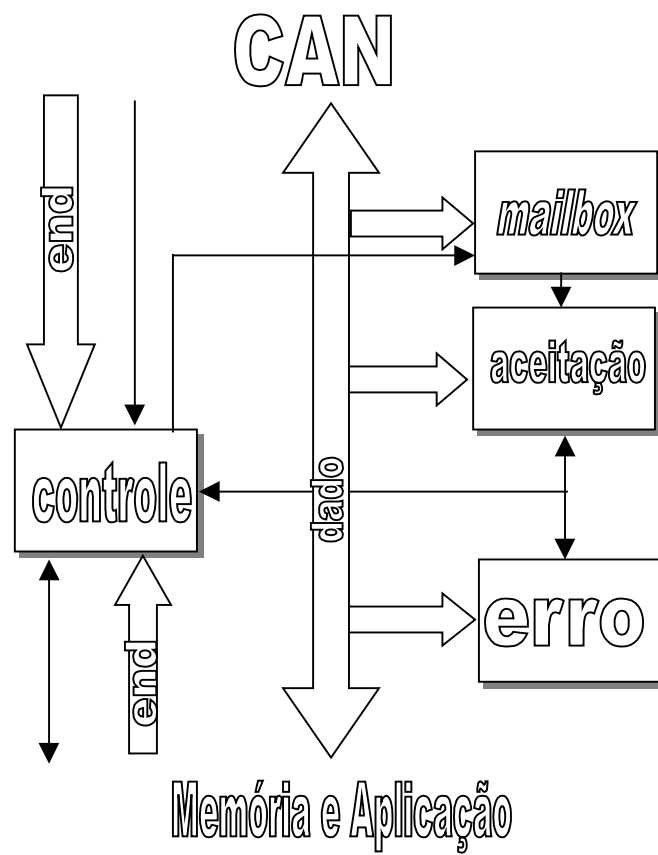 CAN
end
mailbox
aceitação
controle
dado
erro
end
Memória e Aplicação